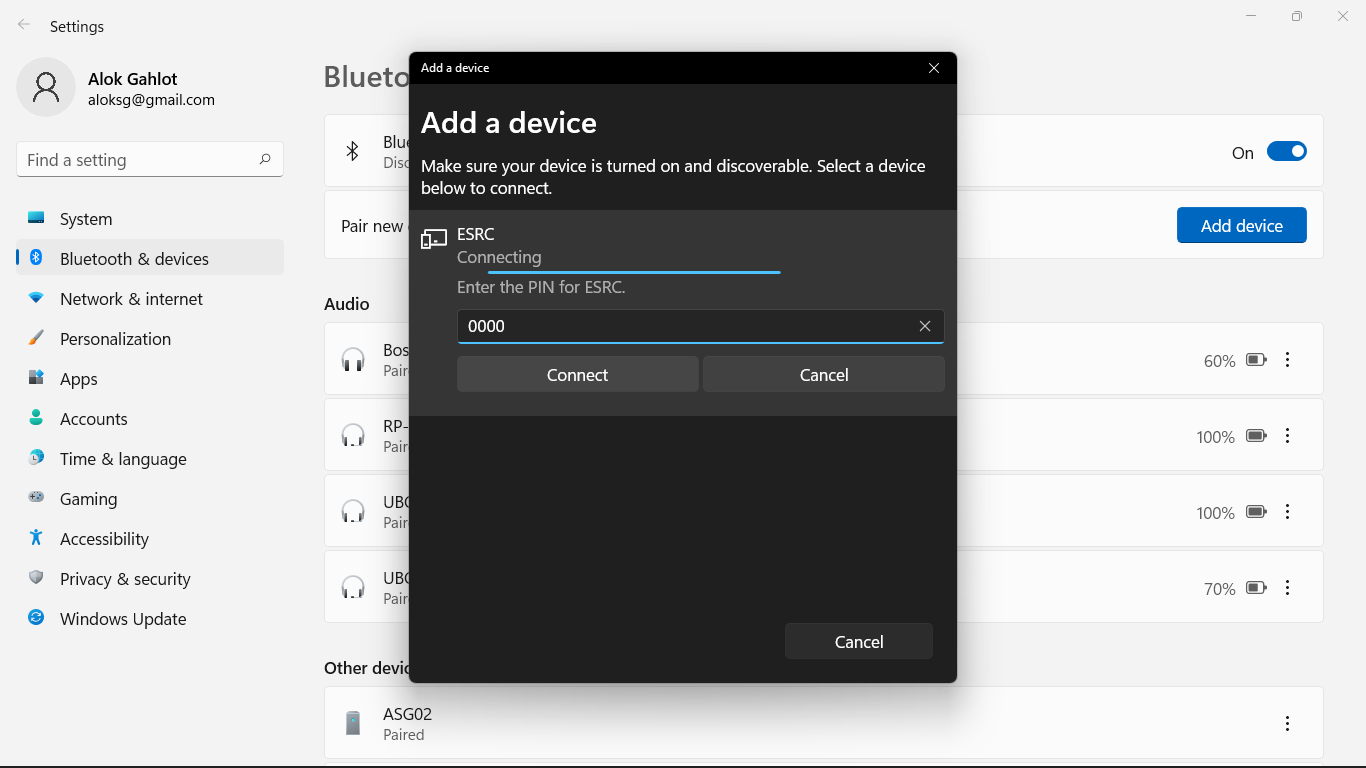 Settings
Alok Gahlot
aloksg@gmail.com
Find a setting
System
Bluetooth & devices
Network & internet
Personalization
Apps
Accounts
Time & language
Gaming
Accessibility
Privacy & security
Windows Update
Blueto
Blue
Disc
On
Pair new
Add device
Audio
Bos
Pair
60%
RP-
Pair
100%
UB
Pair
100%
UB
Pair
70%
Other devic
ASG02
Paired
Add a device
Add a device
Make sure your device is turned on and discoverable. Select a device
below to connect.
ESRC
Connecting
Enter the PIN for ESRC.
0000
Connect
Cancel
Cancel